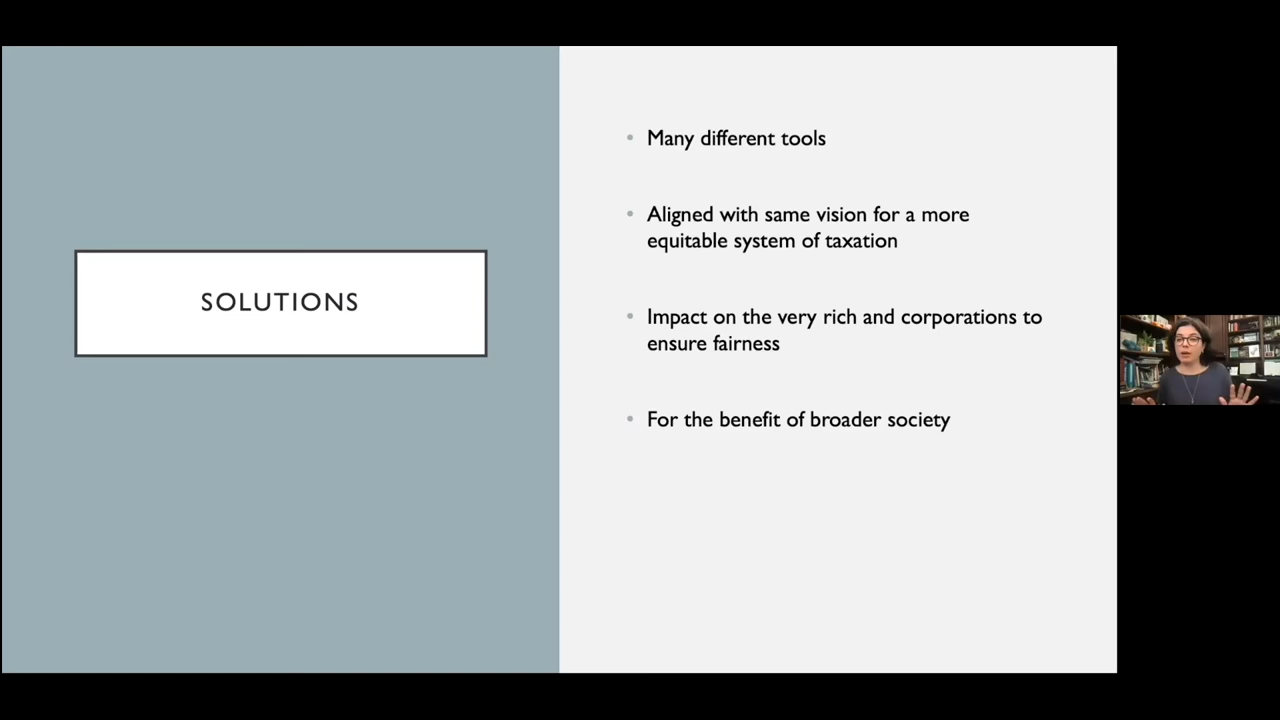 SOLUTIONS
• Many different tools
• Aligned with same vision for a more
equitable system of taxation
• Impact on the very rich and corporations to
ensure fairness
• For the benefit of broader society